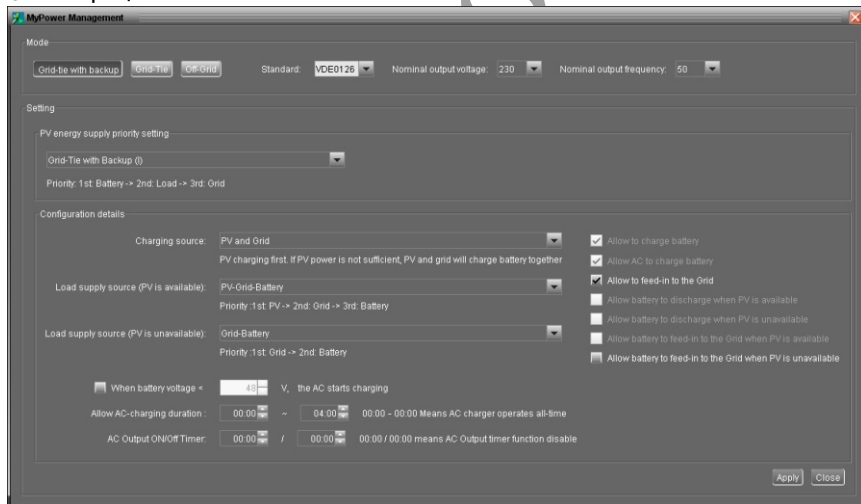 MyPower Management
Mode
Grid-tie with backup Grid-Tie Off-Grid Standard: VDE0126 Nominal output voltage: 230 Nominal output frequency: 50
Setting
PV energy supply priority setting
Grid-Tie with Backup (I)
Priority: 1st: Battery -> 2nd: Load -> 3rd: Grid
Configuration details
Charging source: PV and Grid
PV charging first. If PV power is not sufficient, PV and grid will charge battery together
Load supply source (PV is available): PV-Grid-Battery
Priority :1st: PV -> 2nd: Grid -> 3rd: Battery
Load supply source (PV is unavailable): Grid-Battery
Priority :1st: Grid -> 2nd: Battery
Allow to charge battery
Allow AC to charge battery
Allow to feed-in to the Grid
Allow battery to discharge when PV is available
Allow battery to discharge when PV is unavailable
Allow battery to feed-in to the Grid when PV is available
Allow battery to feed-in to the Grid when PV is unavailable
When battery voltage < 48 V, the AC starts charging
Allow AC-charging duration : 00:00 ~ 04:00 00:00 – 00:00 Means AC charger operates all-time
AC Output ON/Off Timer: 00:00 / 00:00 00:00 / 00:00 means AC Output timer function disable
Apply Close